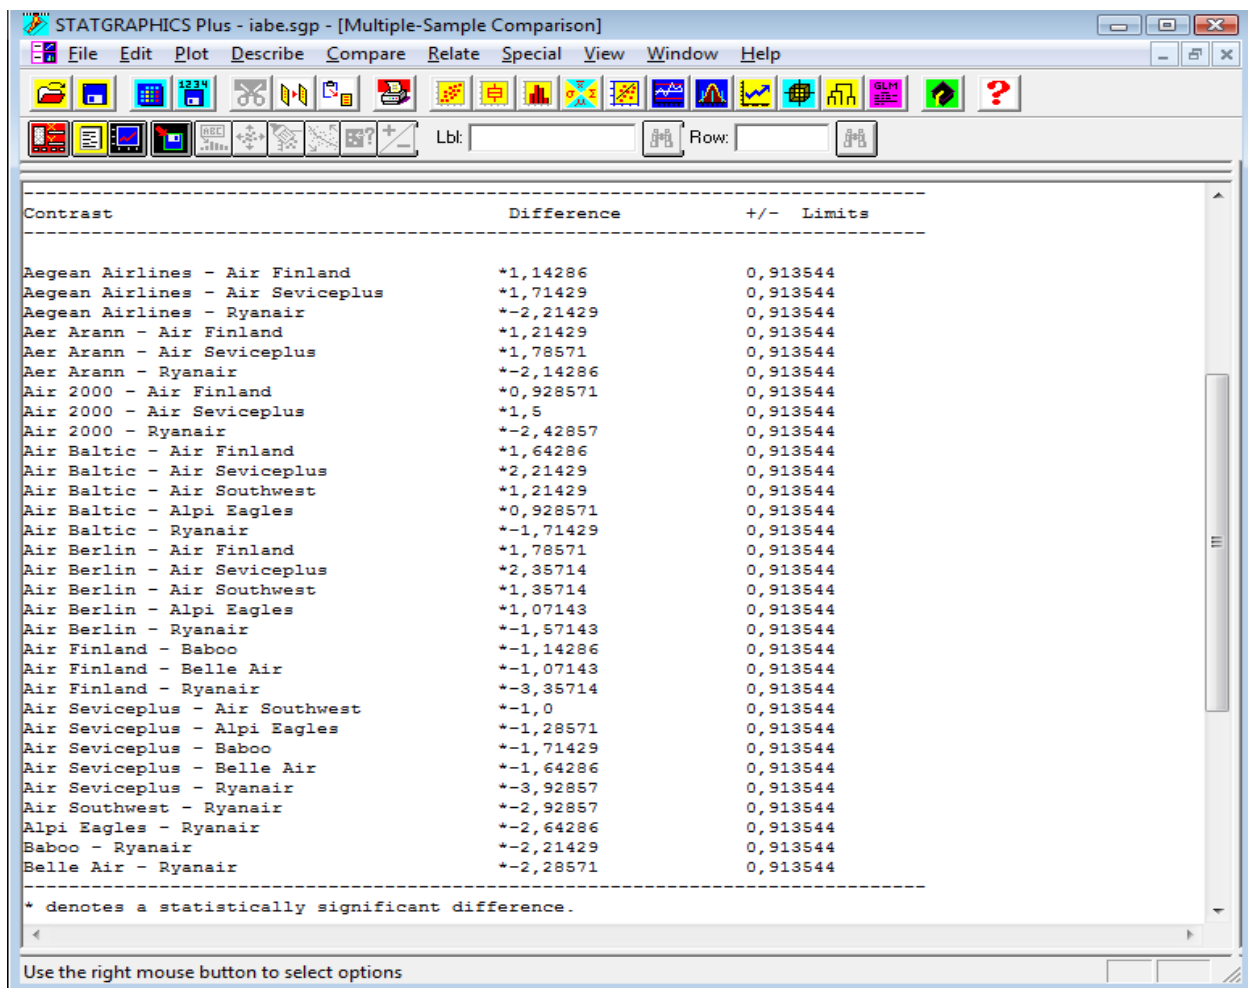 STATGRAPHICS Plus - iabe.sgp - [Multiple-Sample Comparison]
File Edit Plot Describe Compare Relate Special View Window Help
1234
GLM
ABC
Lbl: Row:
Contrast Difference +/- Limits
Aegean Airlines - Air Finland *1,14286 0,913544
Aegean Airlines - Air Seviceplus *1,71429 0,913544
Aegean Airlines - Ryanair *-2,21429 0,913544
Aer Arann - Air Finland *1,21429 0,913544
Aer Arann - Air Seviceplus *1,78571 0,913544
Aer Arann - Ryanair *-2,14286 0,913544
Air 2000 - Air Finland *0,928571 0,913544
Air 2000 - Air Seviceplus *1,5 0,913544
Air 2000 - Ryanair *-2,42857 0,913544
Air Baltic - Air Finland *1,64286 0,913544
Air Baltic - Air Seviceplus *2,21429 0,913544
Air Baltic - Air Southwest *1,21429 0,913544
Air Baltic - Alpi Eagles *0,928571 0,913544
Air Baltic - Ryanair *-1,71429 0,913544
Air Berlin - Air Finland *1,78571 0,913544
Air Berlin - Air Seviceplus *2,35714 0,913544
Air Berlin - Air Southwest *1,35714 0,913544
Air Berlin - Alpi Eagles *1,07143 0,913544
Air Berlin - Ryanair *-1,57143 0,913544
Air Finland - Baboo *-1,14286 0,913544
Air Finland - Belle Air *-1,07143 0,913544
Air Finland - Ryanair *-3,35714 0,913544
Air Seviceplus - Air Southwest *-1,0 0,913544
Air Seviceplus - Alpi Eagles *-1,28571 0,913544
Air Seviceplus - Baboo *-1,71429 0,913544
Air Seviceplus - Belle Air *-1,64286 0,913544
Air Seviceplus - Ryanair *-3,92857 0,913544
Air Southwest - Ryanair *-2,92857 0,913544
Alpi Eagles - Ryanair *-2,64286 0,913544
Baboo - Ryanair *-2,21429 0,913544
Belle Air - Ryanair *-2,28571 0,913544
* denotes a statistically significant difference.
Use the right mouse button to select options